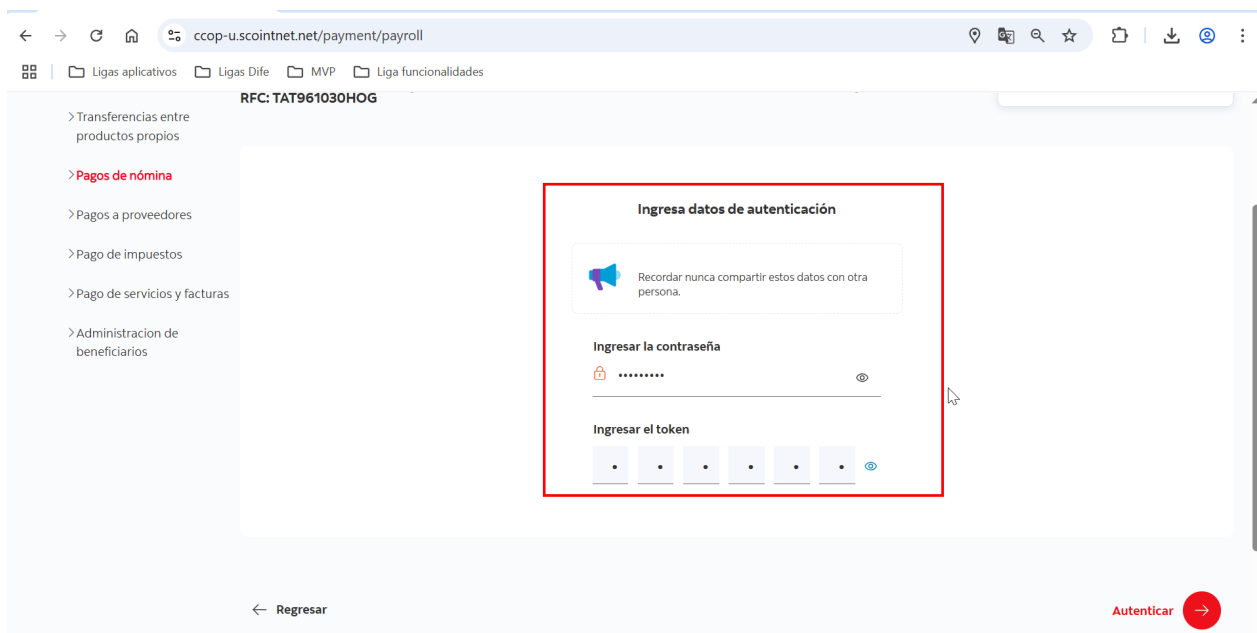 ccop-u.scointnet.net/payment/payroll
Ligas aplicativos
Ligas Dife
MVP
Liga funcionalidades
RFC: TAT961030HOG
Transferencias entre
productos propios
Pagos de nómina
Pagos a proveedores
Pago de impuestos
Pago de servicios y facturas
Administracion de
beneficiarios
Ingresa datos de autenticación
Recordar nunca compartir estos datos con otra
persona.
Ingresar la contraseña
Ingresar el token
Regresar
Autenticar